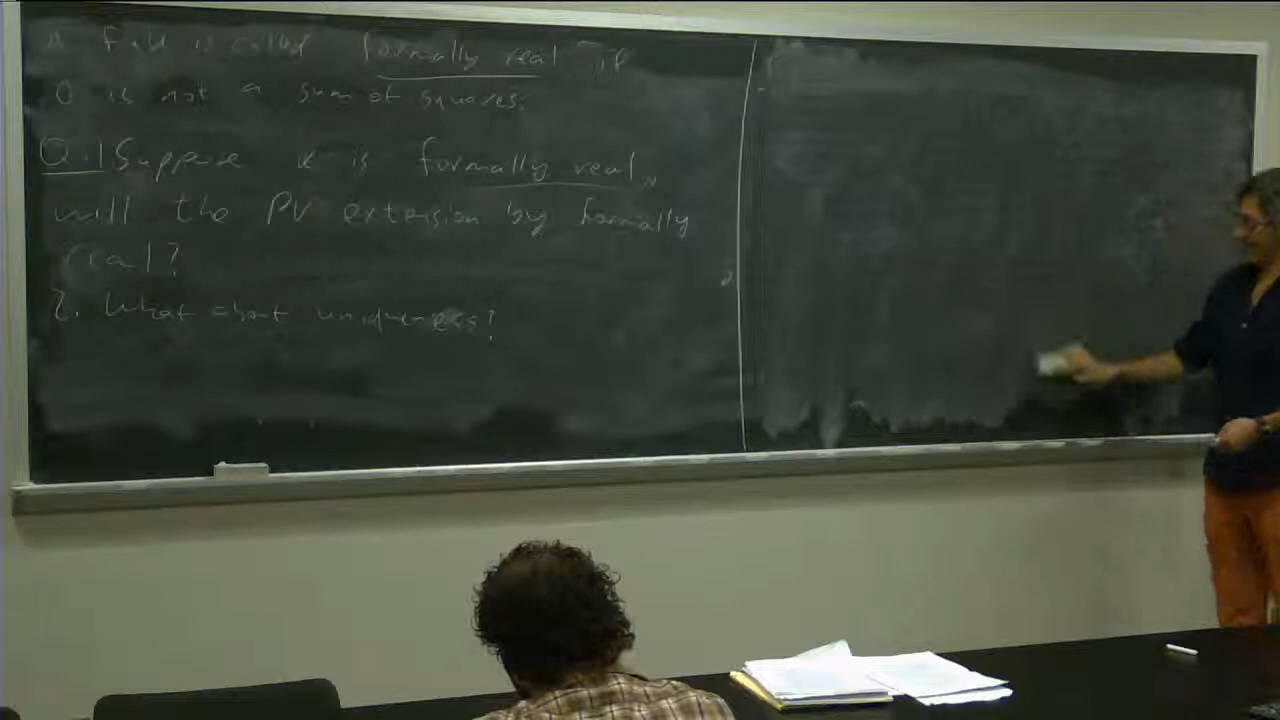 A field is called formally real if
0 is not a sum of squares.
Q.1 Suppose K is formally real,
will the PV extension by formally
real?
2. What about uniqueness?